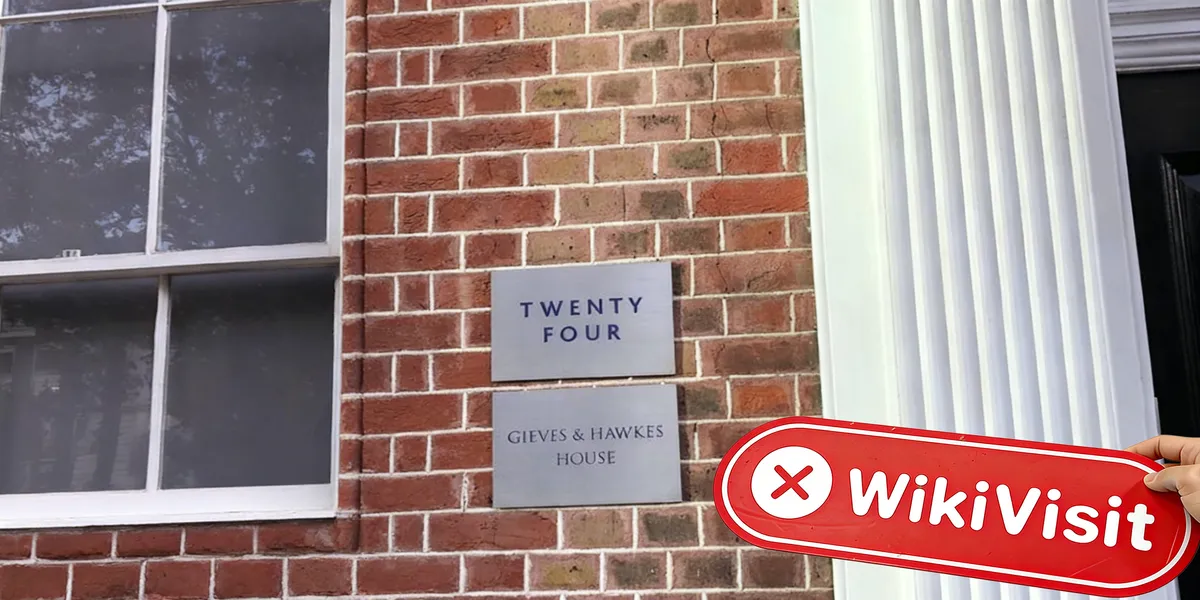 TWENTY
FOUR
GIEVES & HAWKES
HOUSE
WikiVisit